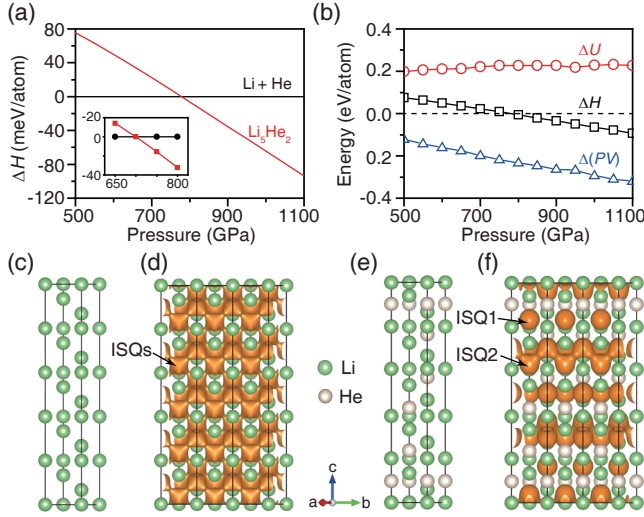 (a)
80
40
0
-40
-80
-120
ΔH (meV/atom)
Li + He
Li5He2
20
0
-20
-40
650
800
500
700
900
1100
Pressure (GPa)
(b)
0.4
0.2
0.0
0.2
-0.4
Energy (eV/atom)
ΔU
ΔH
Δ(PV)
500
700
900
1100
Pressure (GPa)
(c)
(d)
ISQs
Li
He
c
a
b
(e)
(f)
ISQ1
ISQ2